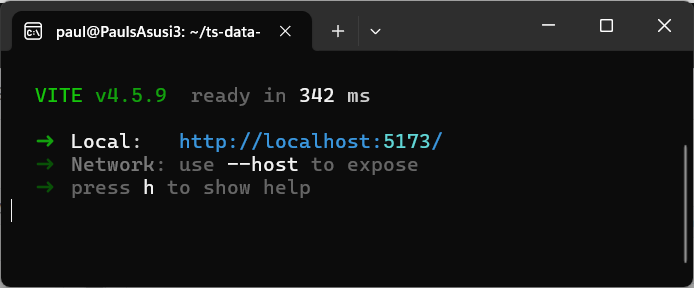 paul@PaulsAsusi3: ~/ts-data-
VITE v4.5.9 ready in 342 ms
➜ Local: http://localhost:5173/
➜ Network: use --host to expose
➜ press h to show help